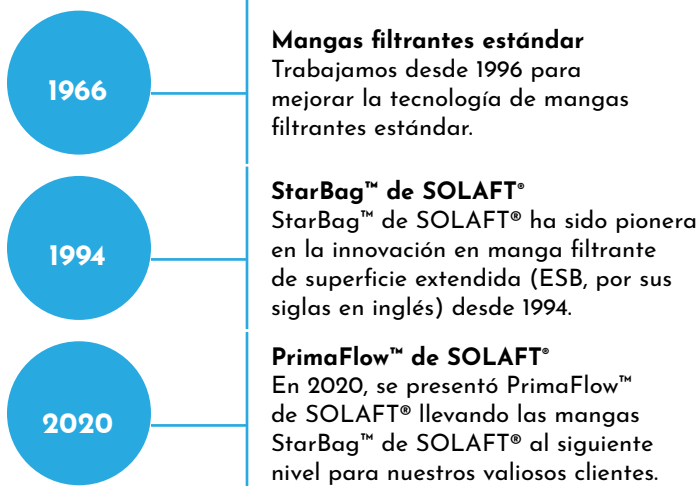 1966
Mangas filtrantes estándar
Trabajamos desde 1996 para
mejorar la tecnología de mangas
filtrantes estándar.
1994
StarBag™ de SOLAFT®
StarBag™ de SOLAFT® ha sido pionera
en la innovación en manga filtrante
de superficie extendida (ESB, por sus
siglas en inglés) desde 1994.
2020
PrimaFlow™ de SOLAFT®
En 2020, se presentó PrimaFlow™
de SOLAFT® llevando las mangas
StarBag™ de SOLAFT® al siguiente
nivel para nuestros valiosos clientes.